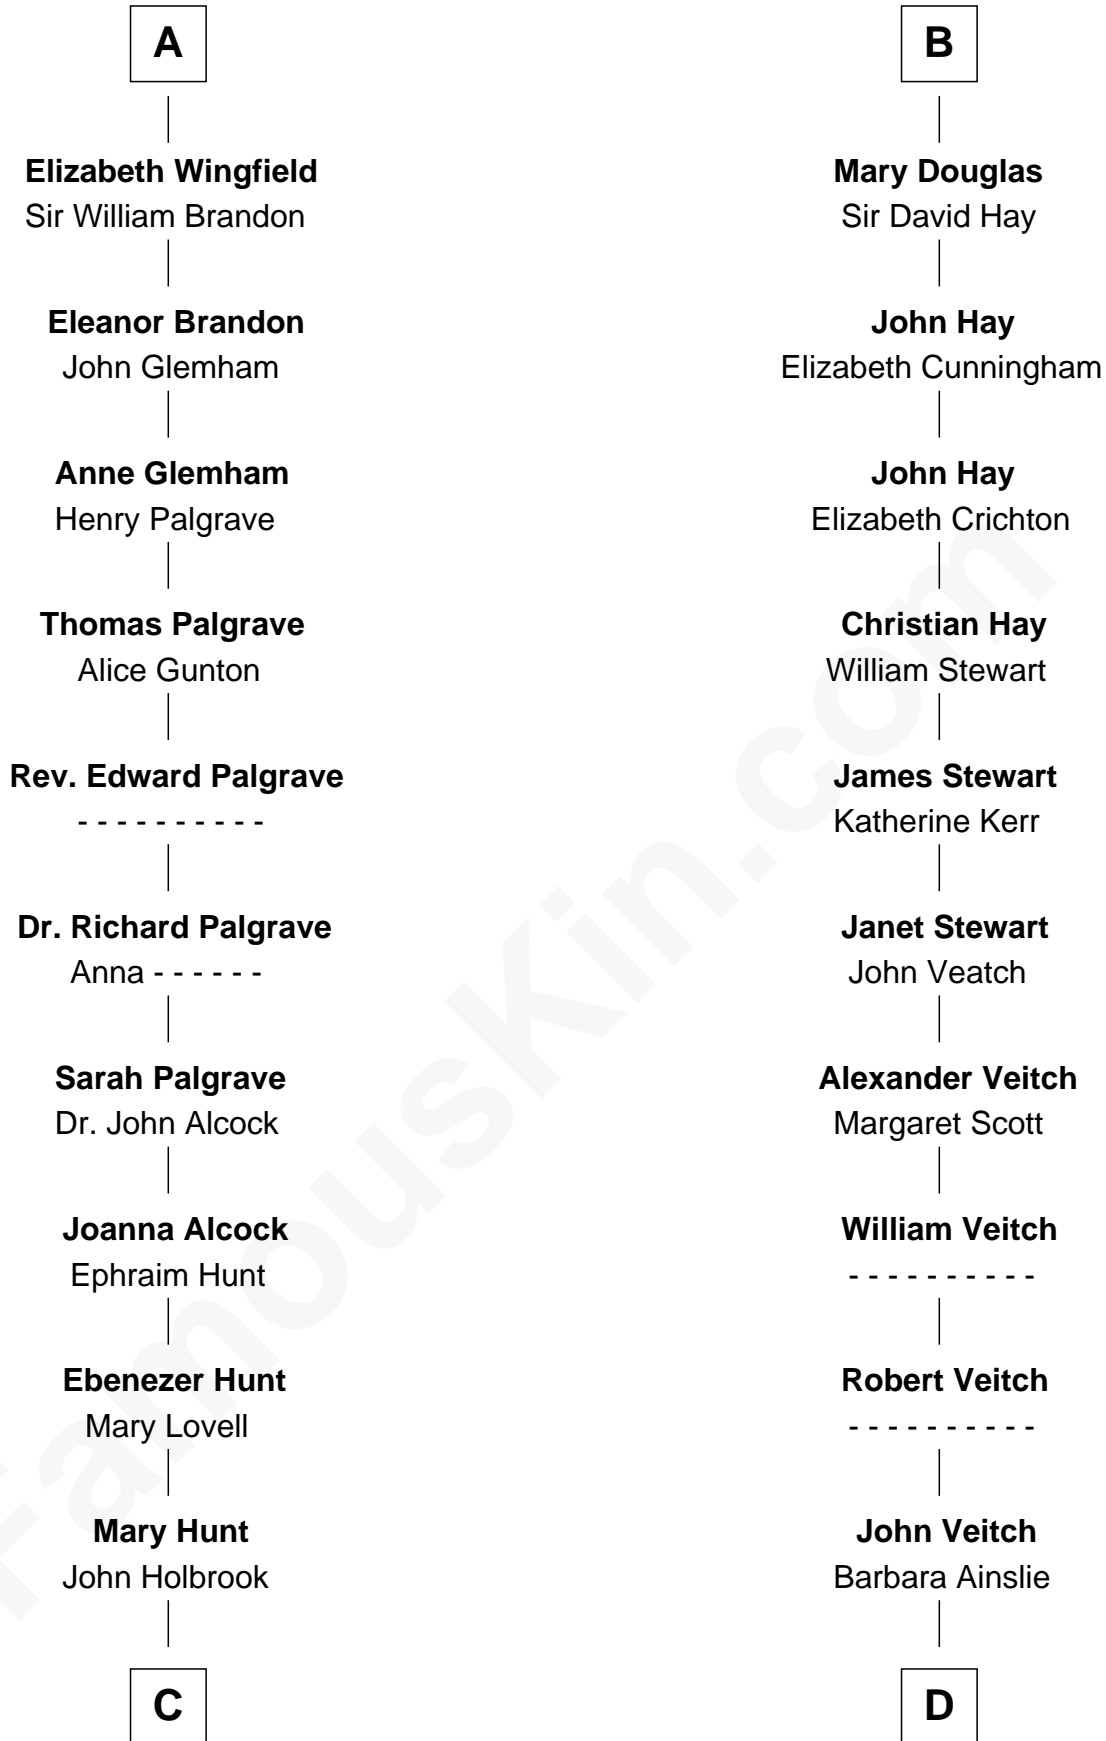 A
Elizabeth Wingfield
Sir William Brandon
Eleanor Brandon
John Glemham
Anne Glemham
Henry Palgrave
Thomas Palgrave
Alice Gunton
Rev. Edward Palgrave
- - - - - - - - - -
Dr. Richard Palgrave
Anna - - - - - -
Sarah Palgrave
Dr. John Alcock
Joanna Alcock
Ephraim Hunt
Ebenezer Hunt
Mary Lovell
Mary Hunt
John Holbrook
C
B
Mary Douglas
Sir David Hay
John Hay
Elizabeth Cunningham
John Hay
Elizabeth Crichton
Christian Hay
William Stewart
James Stewart
Katherine Kerr
Janet Stewart
John Veatch
Alexander Veitch
Margaret Scott
William Veitch
- - - - - - - - - -
Robert Veitch
- - - - - - - - - -
John Veitch
Barbara Ainslie
D
FamousKin.com